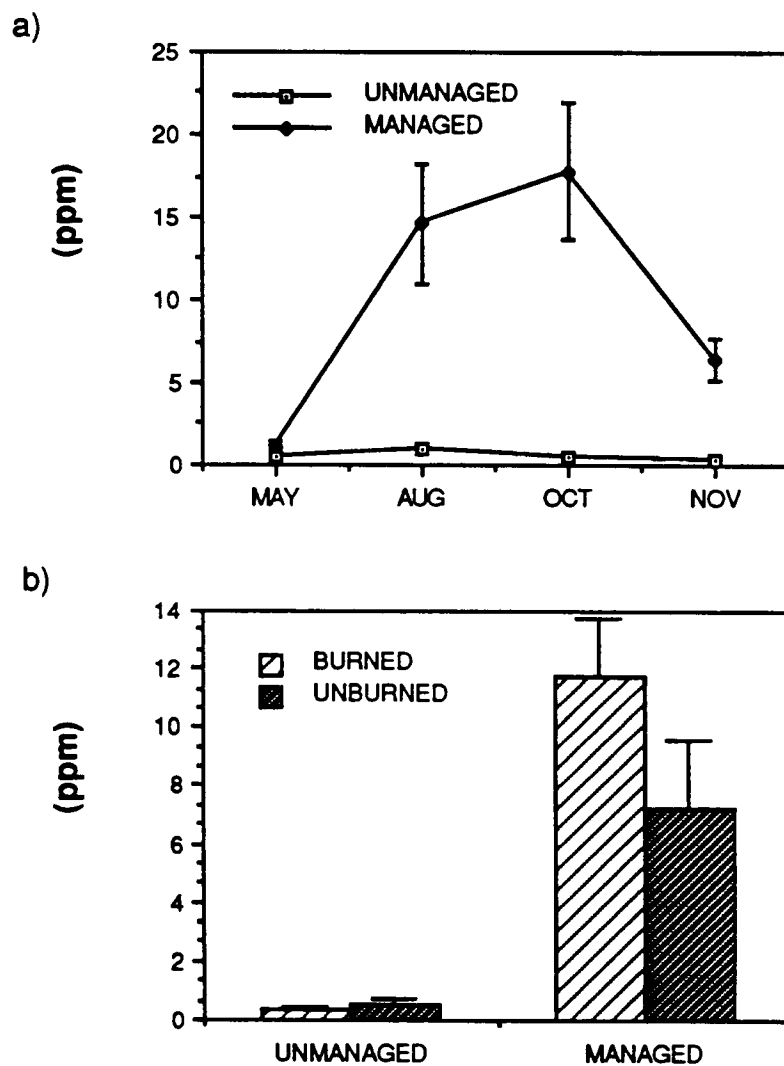 a)
25
20
15
10
5
0
(ppm)
UNMANAGED
MANAGED
MAY AUG OCT NOV
b)
14
12
10
8
6
4
2
0
(ppm)
BURNED
UNBURNED
UNMANAGED MANAGED